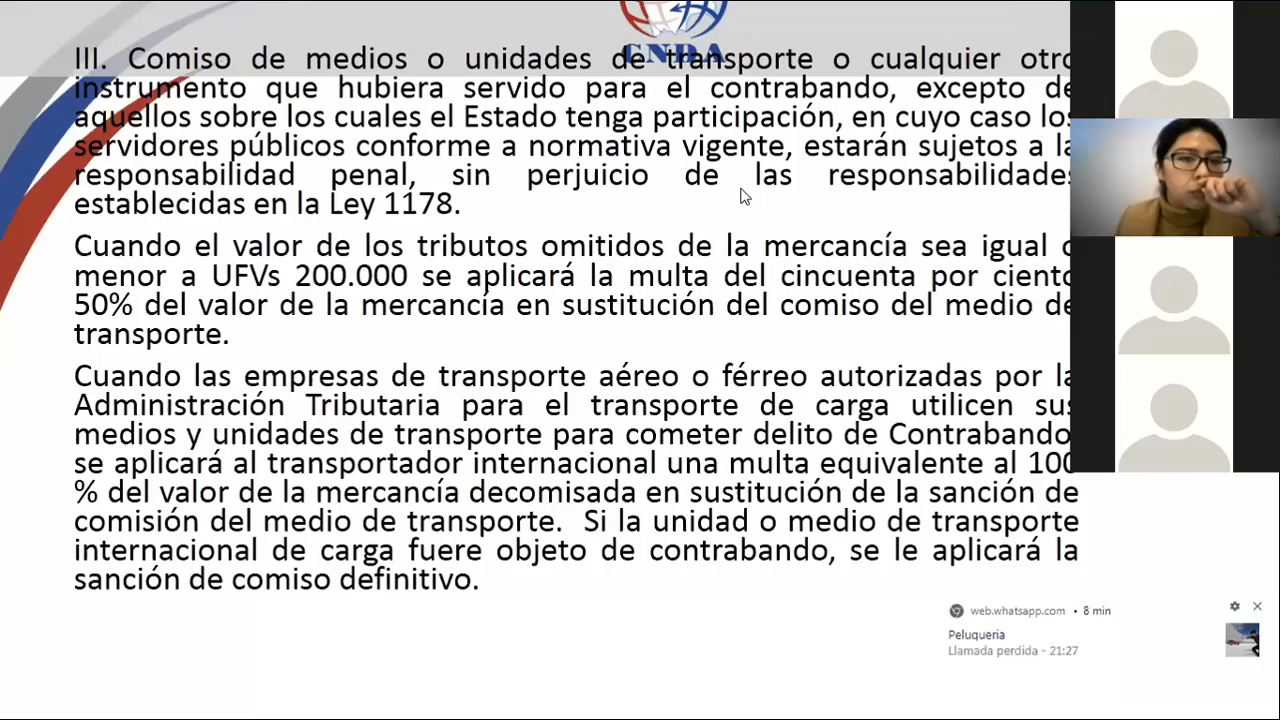 CNDA
III. Comiso de medios o unidades de transporte o cualquier otro
instrumento que hubiera servido para el contrabando, excepto de
aquellos sobre los cuales el Estado tenga participación, en cuyo caso los
servidores públicos conforme a normativa vigente, estarán sujetos a la
responsabilidad penal, sin perjuicio de las responsabilidades
establecidas en la Ley 1178.
Cuando el valor de los tributos omitidos de la mercancía sea igual o
menor a UFVs 200.000 se aplicará la multa del cincuenta por ciento
50% del valor de la mercancía en sustitución del comiso del medio de
transporte.
Cuando las empresas de transporte aéreo o férreo autorizadas por la
Administración Tributaria para el transporte de carga utilicen sus
medios y unidades de transporte para cometer delito de Contrabando,
se aplicará al transportador internacional una multa equivalente al 100
% del valor de la mercancía decomisada en sustitución de la sanción de
comisión del medio de transporte. Si la unidad o medio de transporte
internacional de carga fuere objeto de contrabando, se le aplicará la
sanción de comiso definitivo.
web.whatsapp.com • 8 min
Peluqueria
Llamada perdida - 21:27